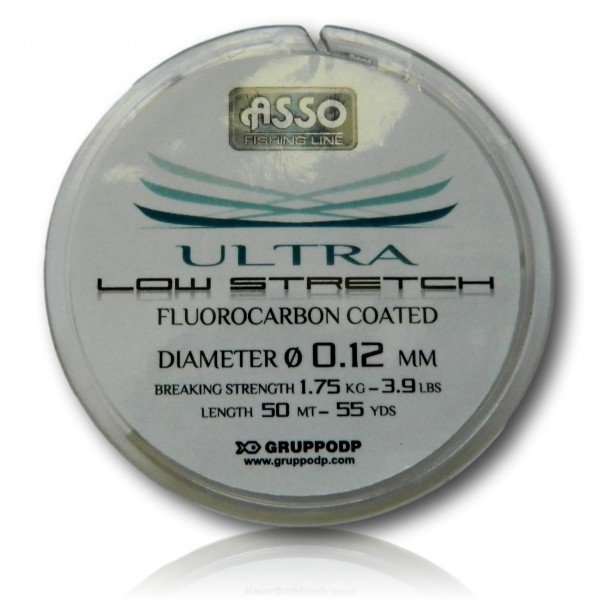 ASSO
FISHING LINE
ULTRA
LOW STRETCH
FLUOROCARBON COATED
DIAMETER Ø 0.12 MM
BREAKING STRENGTH 1.75 KG - 3.9 LBS
LENGTH 50 MT - 55 YDS
GRUPPODP
www.gruppodp.com